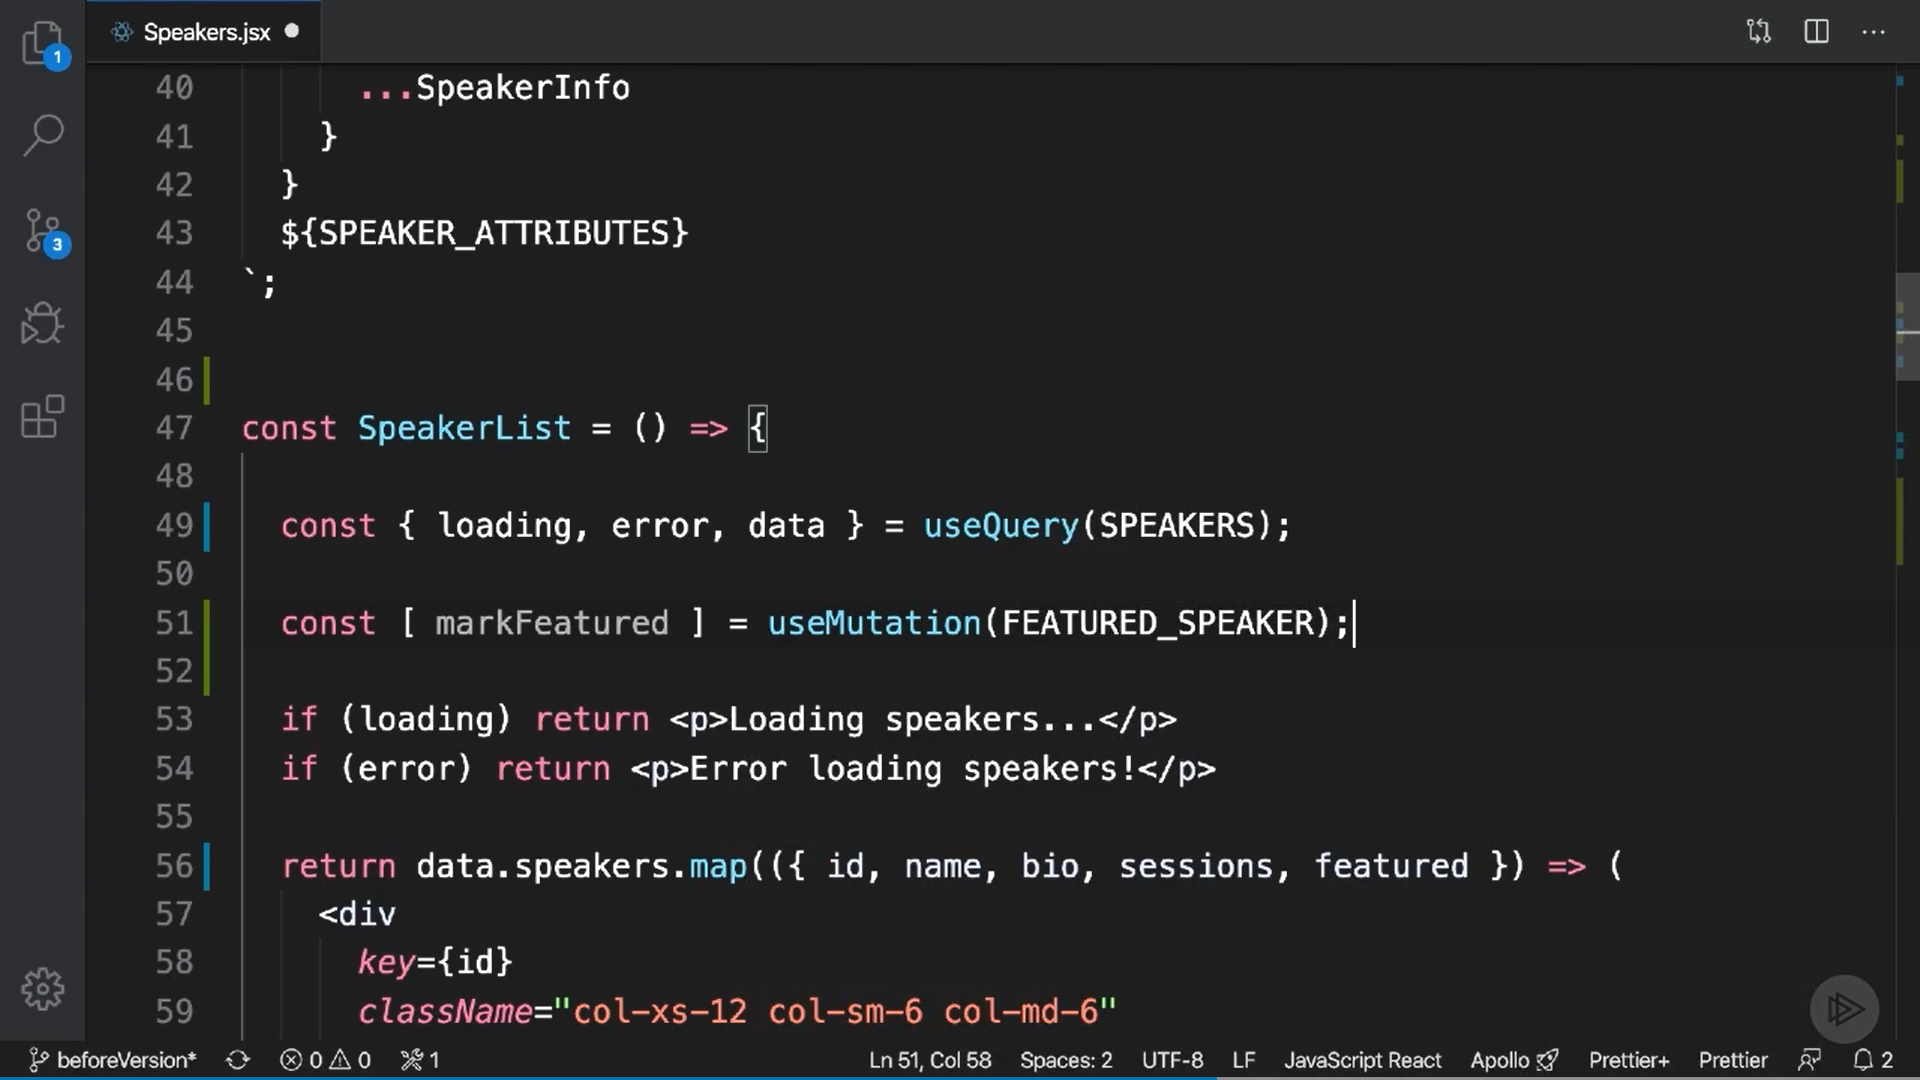 Speakers.jsx
1
3
40 ...SpeakerInfo
41 }
42 }
43 ${SPEAKER_ATTRIBUTES}
44 `;
45
46
47 const SpeakerList = () => {
48
49 const { loading, error, data } = useQuery(SPEAKERS);
50
51 const [ markFeatured ] = useMutation(FEATURED_SPEAKER);
52
53 if (loading) return <p>Loading speakers...</p>
54 if (error) return <p>Error loading speakers!</p>
55
56 return data.speakers.map(({ id, name, bio, sessions, featured }) => (
57 <div
58 key={id}
59 className="col-xs-12 col-sm-6 col-md-6"
beforeVersion* 0 0 1 Ln 51, Col 58 Spaces: 2 UTF-8 LF JavaScript React Apollo Prettier+ Prettier 2